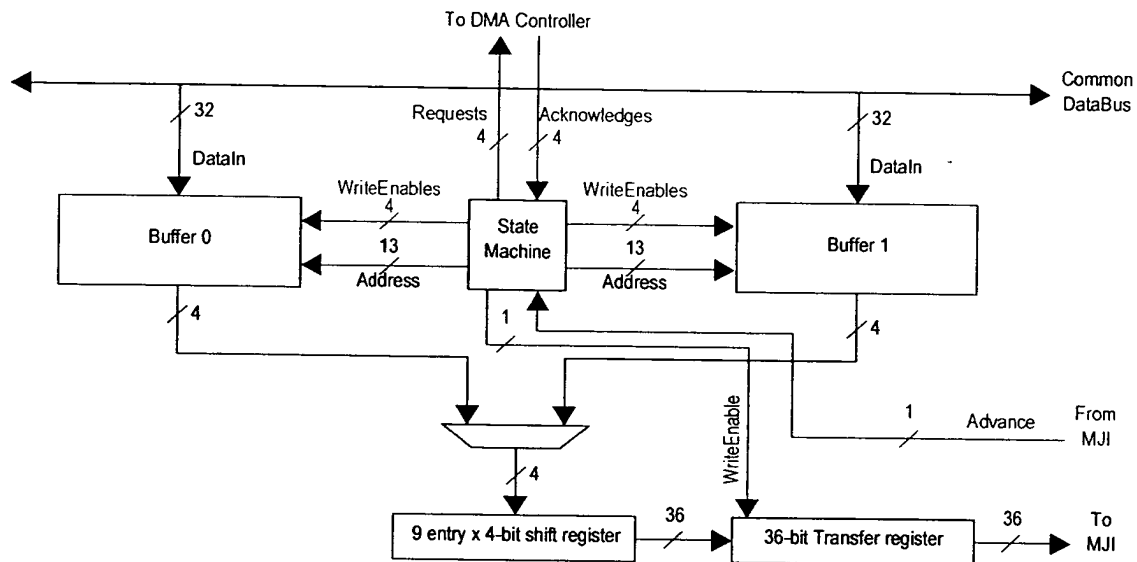 To DMA Controller
Common
DataBus
32
Requests
4
Acknowledges
4
32
DataIn
DataIn
WriteEnables
4
WriteEnables
4
Buffer 0
State
Machine
Buffer 1
13
Address
13
Address
4
1
4
WriteEnable
1
Advance
From
MJI
4
9 entry x 4-bit shift register
36
36-bit Transfer register
36
To
MJI